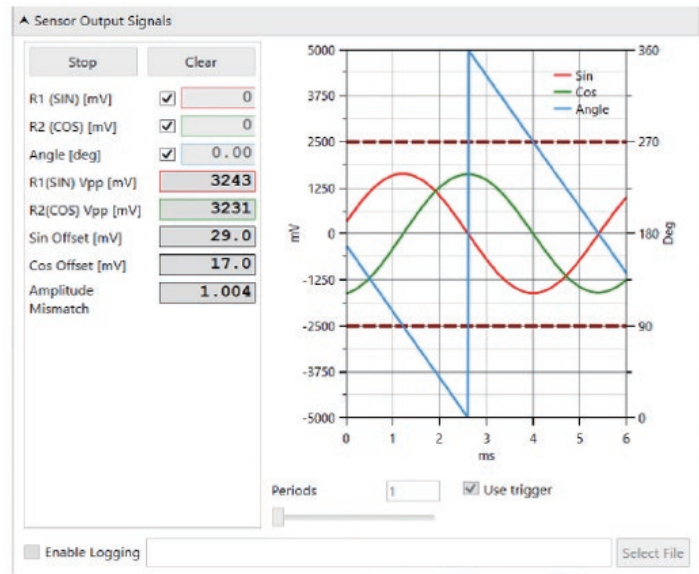 Sensor Output Signals
Stop Clear
R1 (SIN) [mV] 0
R2 (COS) [mV] 0
Angle [deg] 0.00
R1(SIN) Vpp [mV] 3243
R2(COS) Vpp [mV] 3231
Sin Offset [mV] 29.0
Cos Offset [mV] 17.0
Amplitude
Mismatch 1.004
5000 360
Sin
Cos
Angle
3750
2500 270
1250
mV 0 180 Deg
-1250
-2500 90
-3750
-5000 0
0 1 2 3 4 5 6
ms
Periods 1 Use trigger
Enable Logging Select File